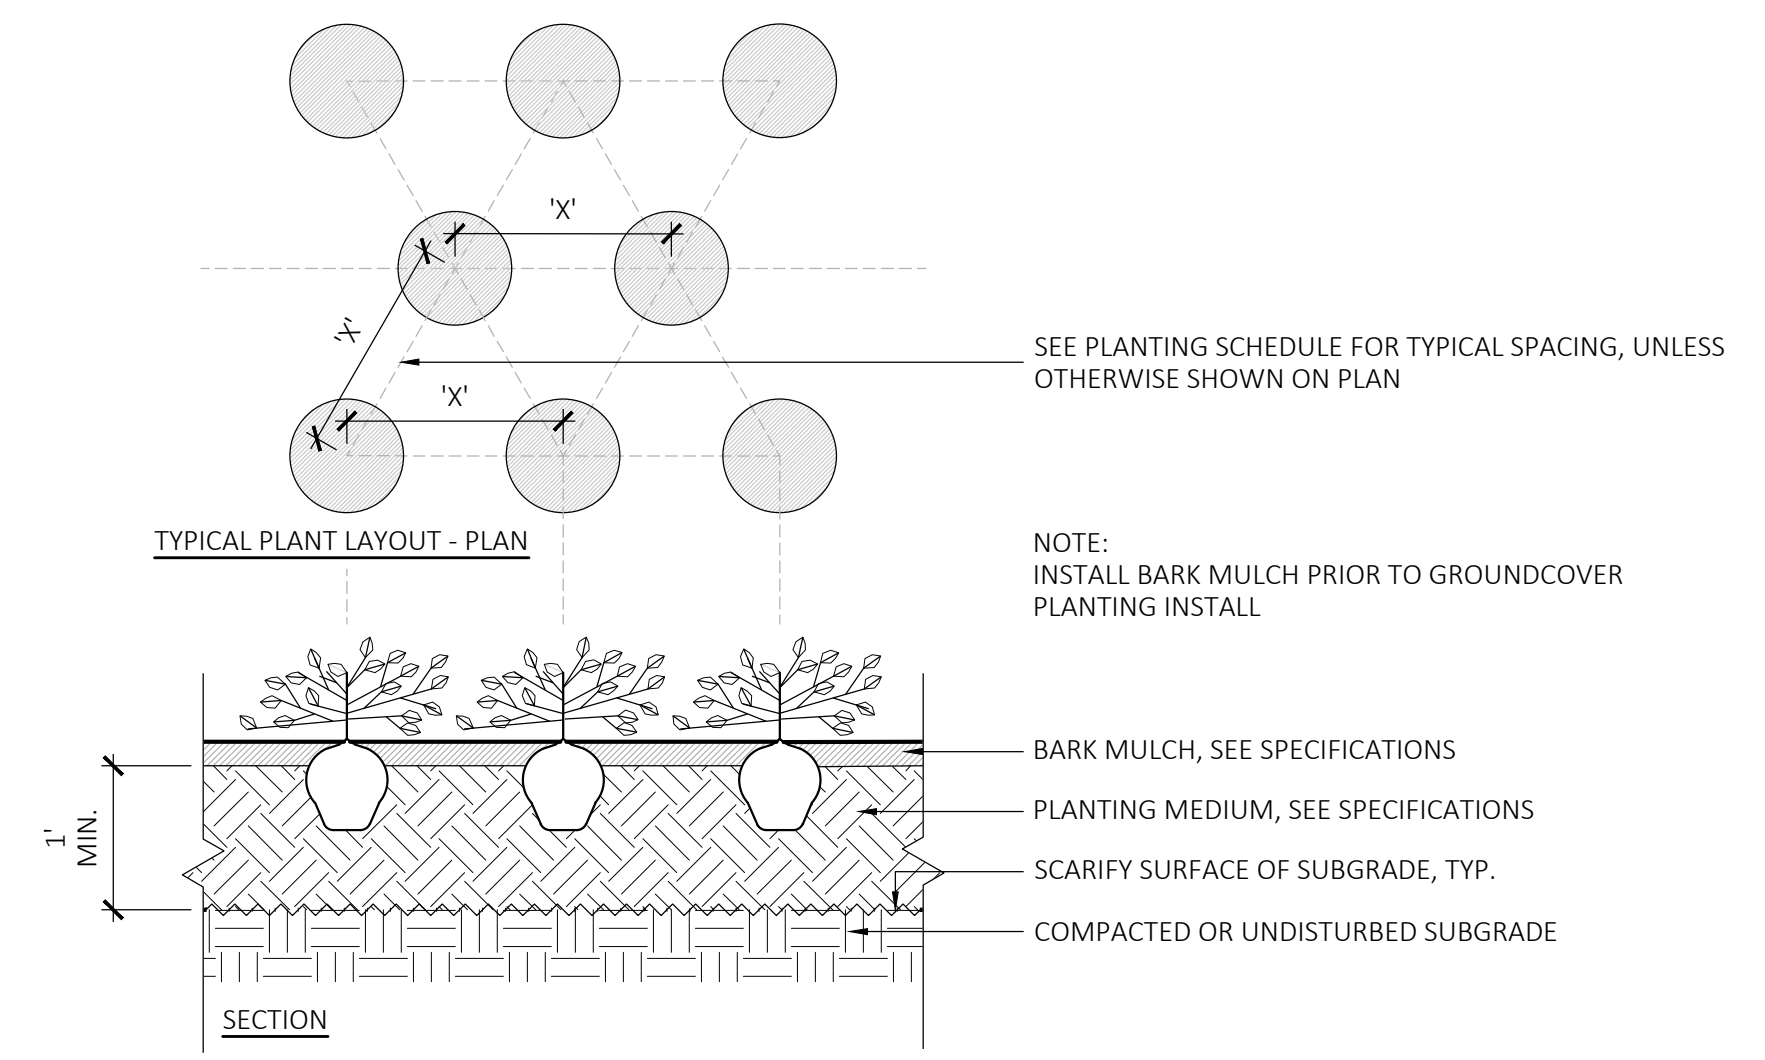 'X'
'X'
'X'
SEE PLANTING SCHEDULE FOR TYPICAL SPACING, UNLESS
OTHERWISE SHOWN ON PLAN
TYPICAL PLANT LAYOUT - PLAN
NOTE:
INSTALL BARK MULCH PRIOR TO GROUNDCOVER
PLANTING INSTALL
BARK MULCH, SEE SPECIFICATIONS
PLANTING MEDIUM, SEE SPECIFICATIONS
1'
MIN.
SCARIFY SURFACE OF SUBGRADE, TYP.
COMPACTED OR UNDISTURBED SUBGRADE
SECTION